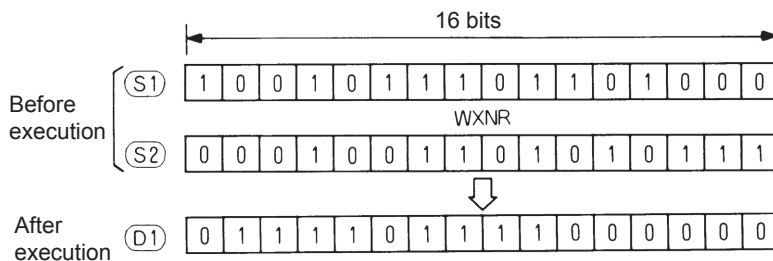 16 bits
Before execution
S1 1 0 0 1 0 1 1 1 0 1 1 0 1 0 0 0
WXNR
S2 0 0 0 1 0 0 1 1 0 1 0 1 0 1 1 1
After execution
D1 0 1 1 1 1 0 1 1 1 1 0 0 0 0 0 0